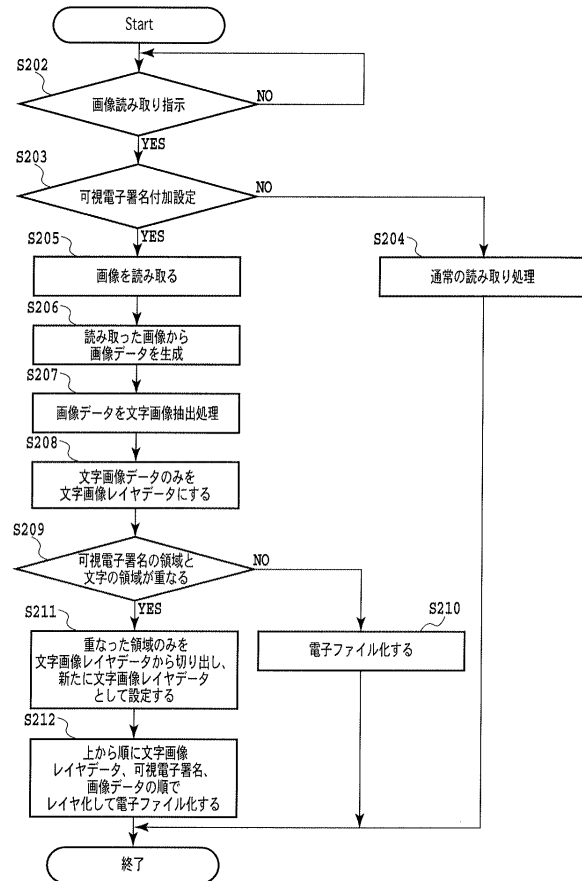 Start
S202
画像読み取り指示
NO
YES
S203
可視電子署名付加設定
NO
YES
S205
画像を読み取る
S204
通常の読み取り処理
S206
読み取った画像から
画像データを生成
S207
画像データを文字画像抽出処理
S208
文字画像データのみを
文字画像レイヤデータにする
S209
可視電子署名の領域と
文字の領域が重なる
NO
YES
S211
重なった領域のみを
文字画像レイヤデータから切り出し、
新たに文字画像レイヤデータ
として設定する
S210
電子ファイル化する
S212
上から順に文字画像
レイヤデータ、可視電子署名、
画像データの順で
レイヤ化して電子ファイル化する
終了